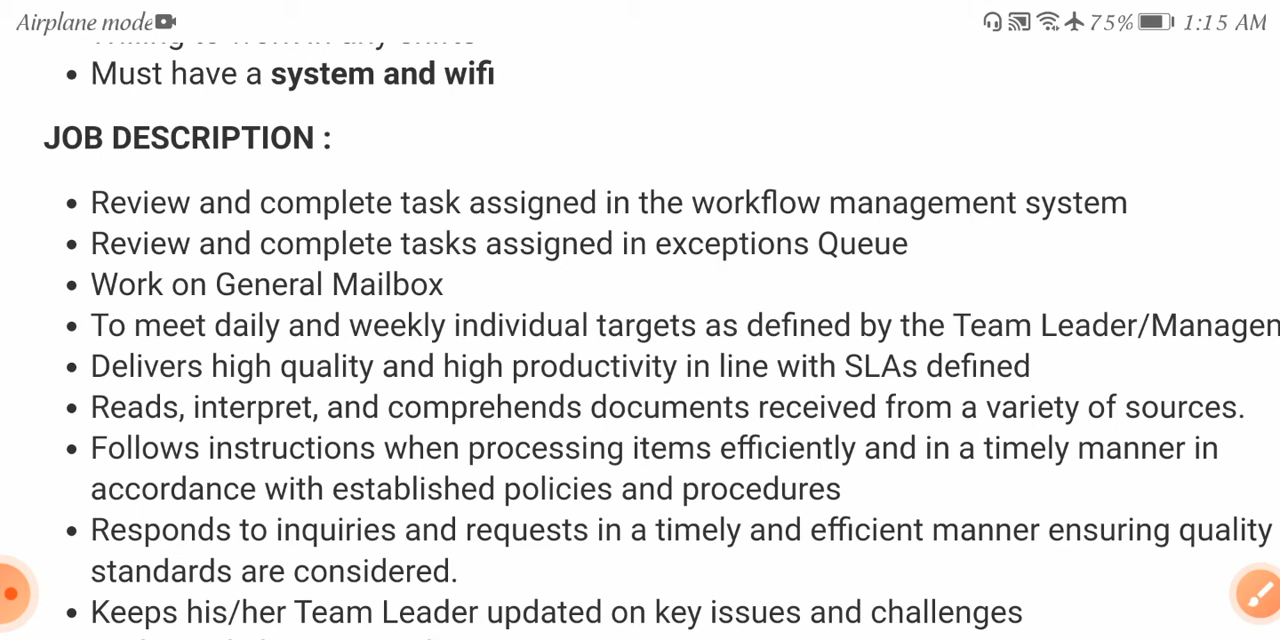 Airplane mode 75% 1:15 AM
Must have a system and wifi
JOB DESCRIPTION :
Review and complete task assigned in the workflow management system
Review and complete tasks assigned in exceptions Queue
Work on General Mailbox
To meet daily and weekly individual targets as defined by the Team Leader/Managem
Delivers high quality and high productivity in line with SLAs defined
Reads, interpret, and comprehends documents received from a variety of sources.
Follows instructions when processing items efficiently and in a timely manner in
accordance with established policies and procedures
Responds to inquiries and requests in a timely and efficient manner ensuring quality
standards are considered.
Keeps his/her Team Leader updated on key issues and challenges